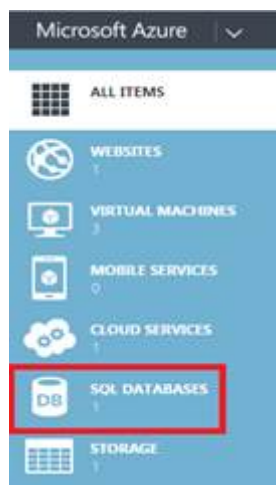 Microsoft Azure
ALL ITEMS
WEBSITES
1
VIRTUAL MACHINES
3
MOBILE SERVICES
0
CLOUD SERVICES
1
SQL DATABASES
DB
1
STORAGE
1